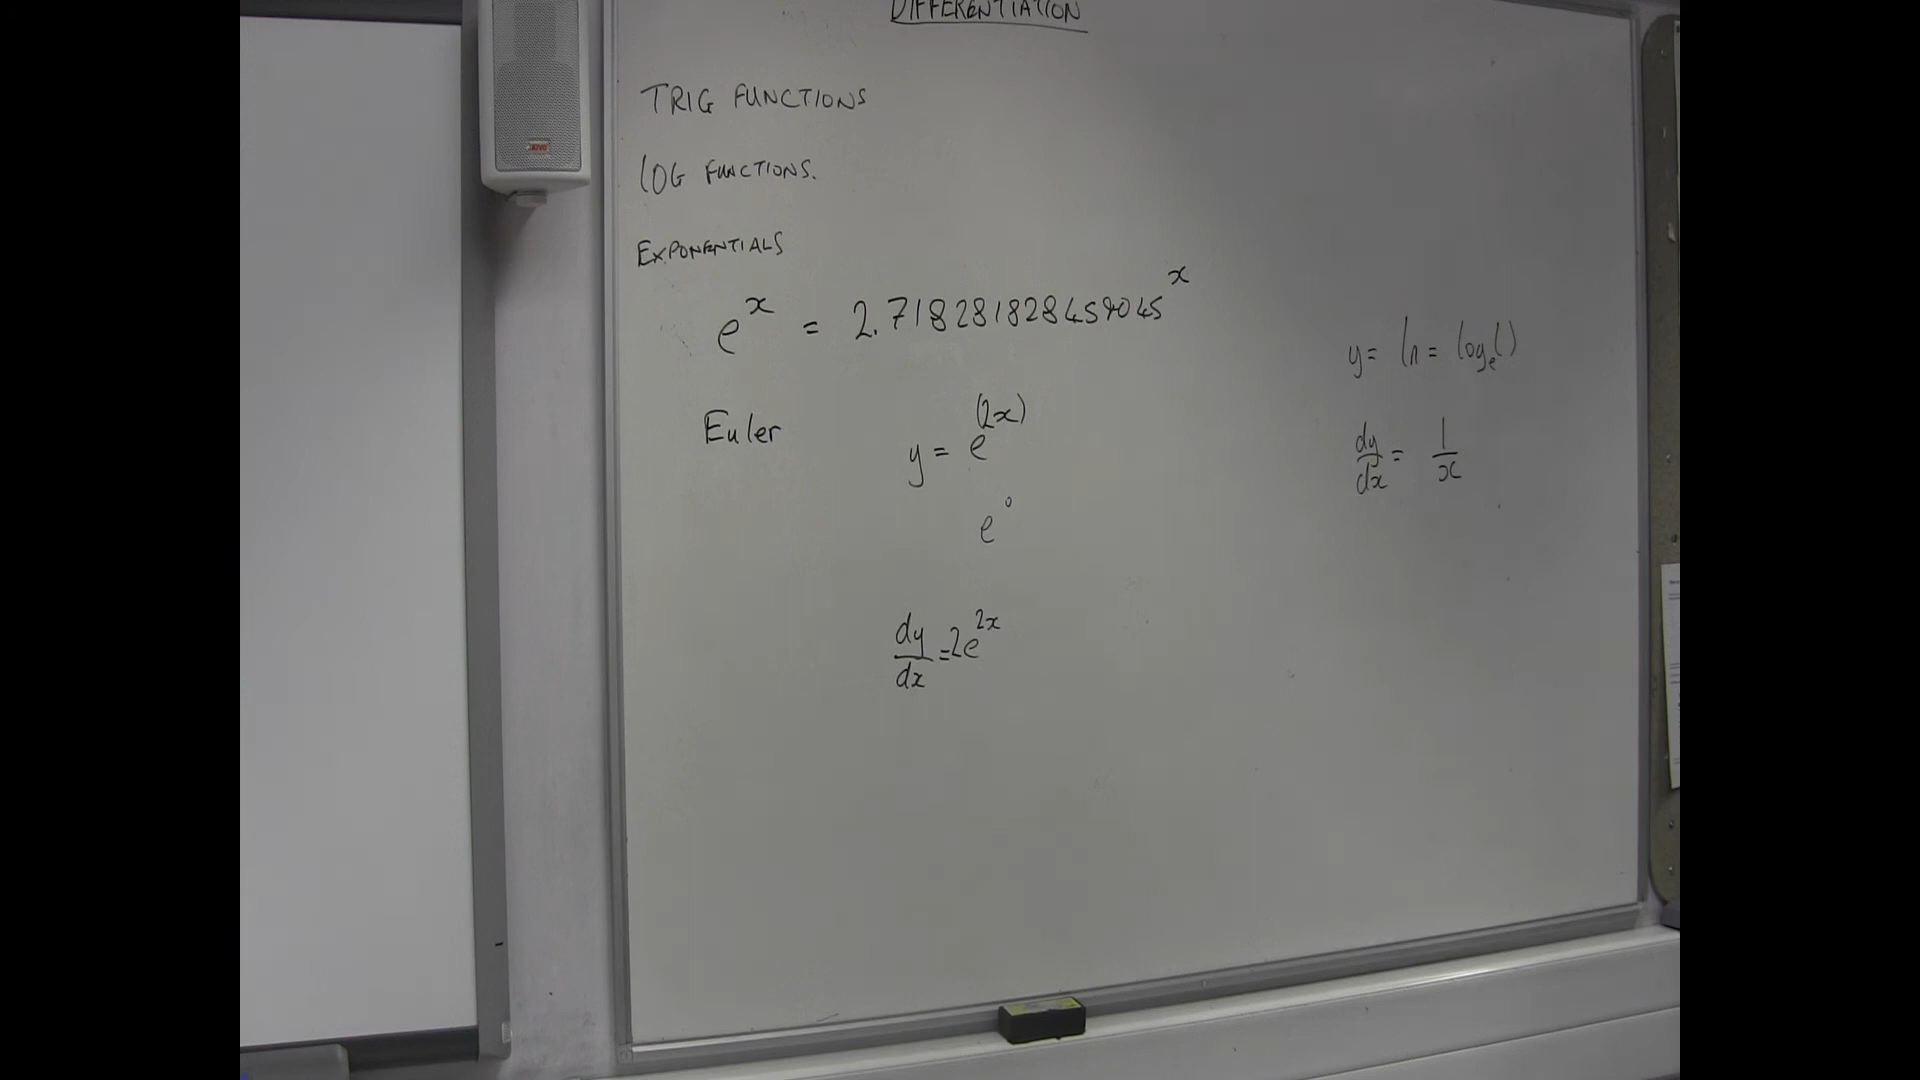 DIFFERENTIATION
TRIG FUNCTIONS
LOG FUNCTIONS.
EXPONENTIALS
e^x = 2.718281828459045^x
Euler
y = e^(2x)
e^0
dy/dx = 2e^2x
y = ln = log_e()
dy/dx = 1/x